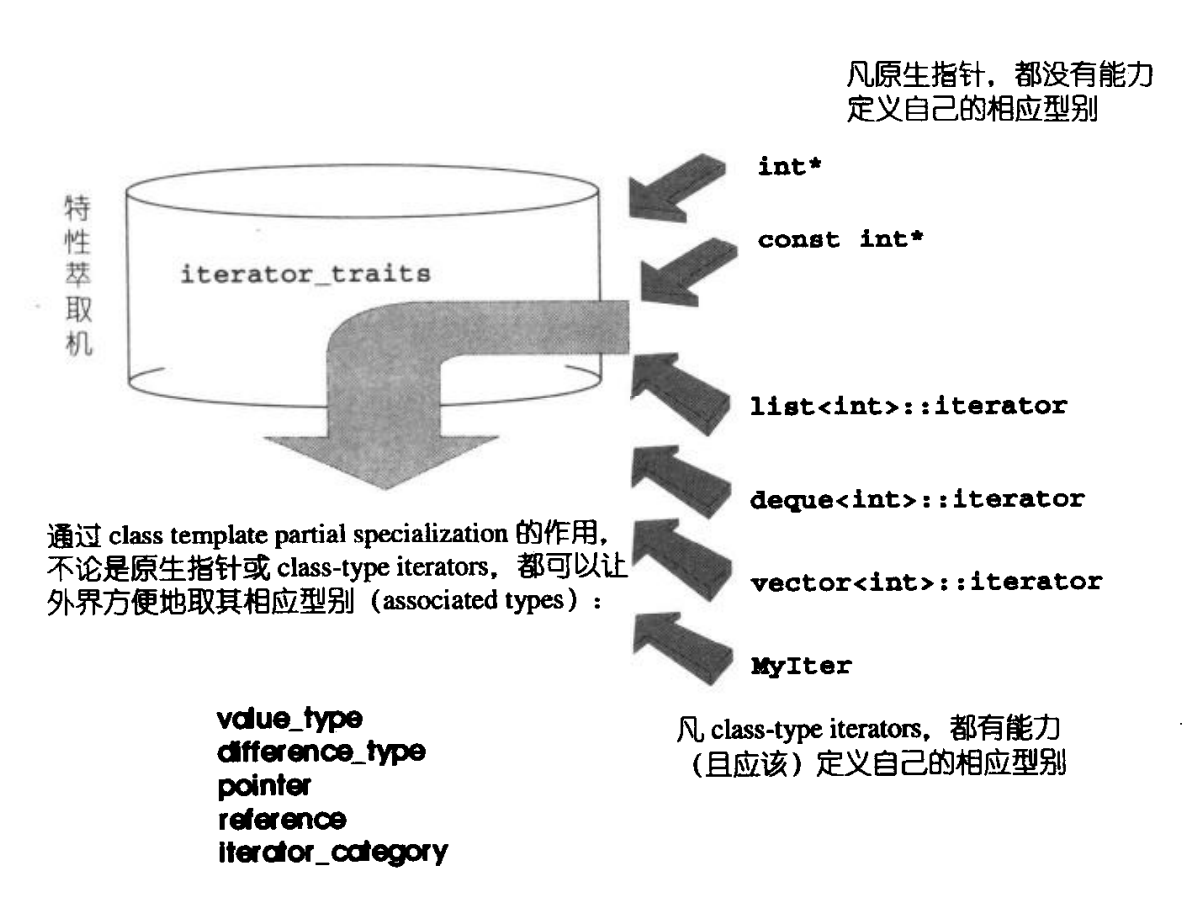 凡原生指针，都没有能力
定义自己的相应型别
int*
const int*
特性萃取机
iterator_traits
list<int>::iterator
deque<int>::iterator
vector<int>::iterator
MyIter
通过 class template partial specialization 的作用，
不论是原生指针或 class-type iterators，都可以让
外界方便地取其相应型别（associated types）：
value_type
difference_type
pointer
reference
iterator_category
凡 class-type iterators，都有能力
（且应该）定义自己的相应型别